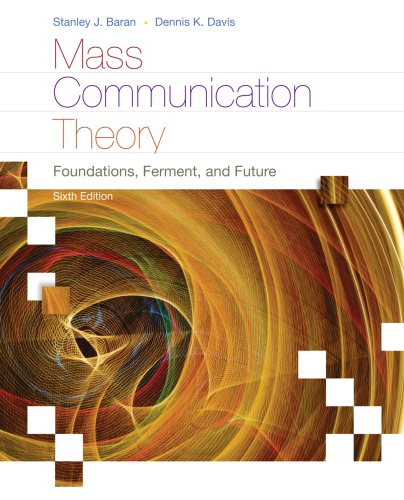 Stanley J. Baran • Dennis K. Davis
Mass
Communication
Theory
Foundations, Ferment, and Future
Sixth Edition